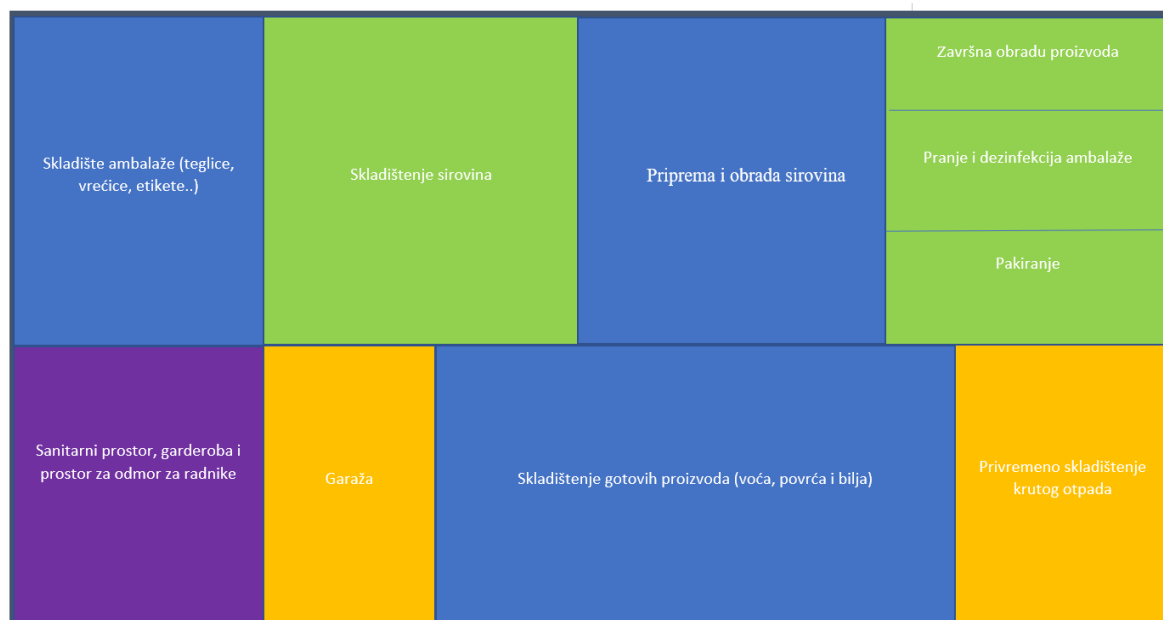 Skladište ambalaže (teglice,
vrećice, etikete..)
Skladištenje sirovina
Priprema i obrada sirovina
Završna obradu proizvoda
Pranje i dezinfekcija ambalaže
Pakiranje
Sanitarni prostor, garderoba i
prostor za odmor za radnike
Garaža
Skladištenje gotovih proizvoda (voća, povrća i bilja)
Privremeno skladištenje
krutog otpada